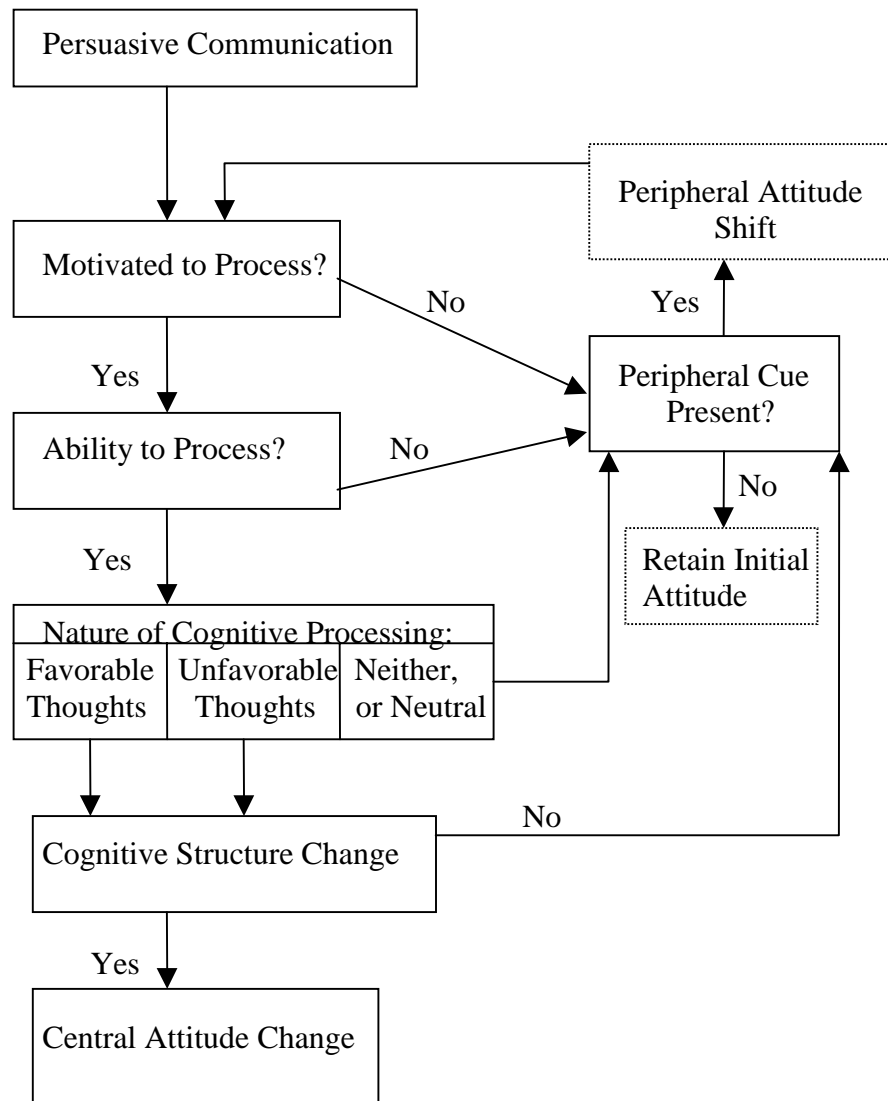 Persuasive Communication
Peripheral Attitude
Shift
Motivated to Process?
No
Yes
Yes
Peripheral Cue
Present?
Ability to Process?
No
No
Yes
Retain Initial
Attitude
Nature of Cognitive Processing:
Favorable
Thoughts
Unfavorable
Thoughts
Neither,
or Neutral
No
Cognitive Structure Change
Yes
Central Attitude Change